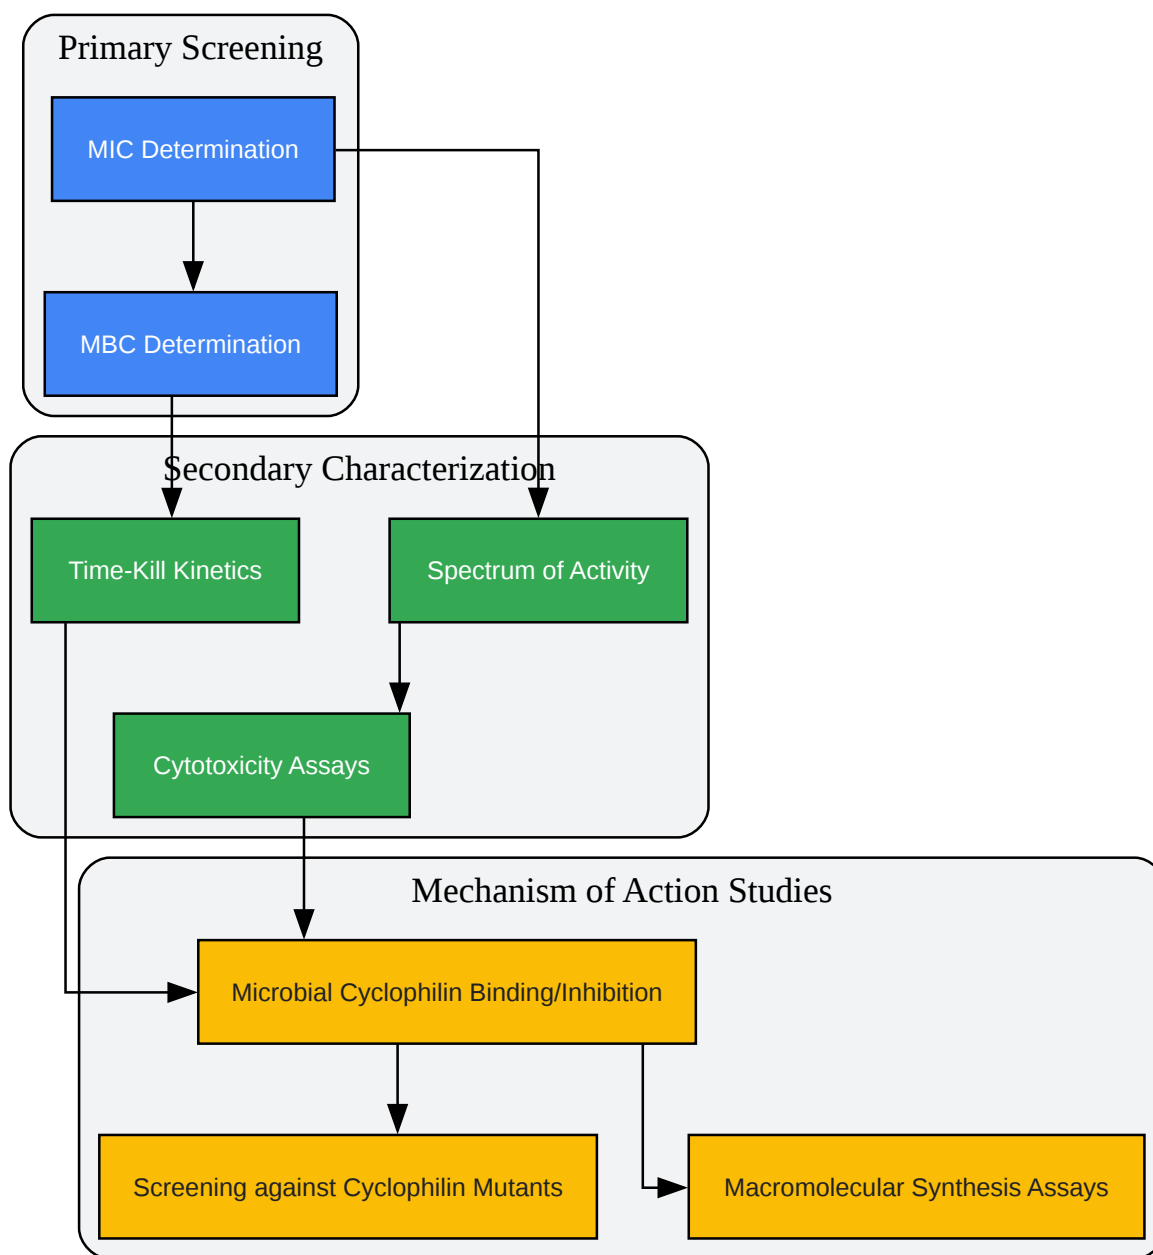 Primary Screening
MIC Determination
MBC Determination
Secondary Characterization
Time-Kill Kinetics
Spectrum of Activity
Cytotoxicity Assays
Mechanism of Action Studies
Microbial Cyclophilin Binding/Inhibition
Screening against Cyclophilin Mutants
Macromolecular Synthesis Assays